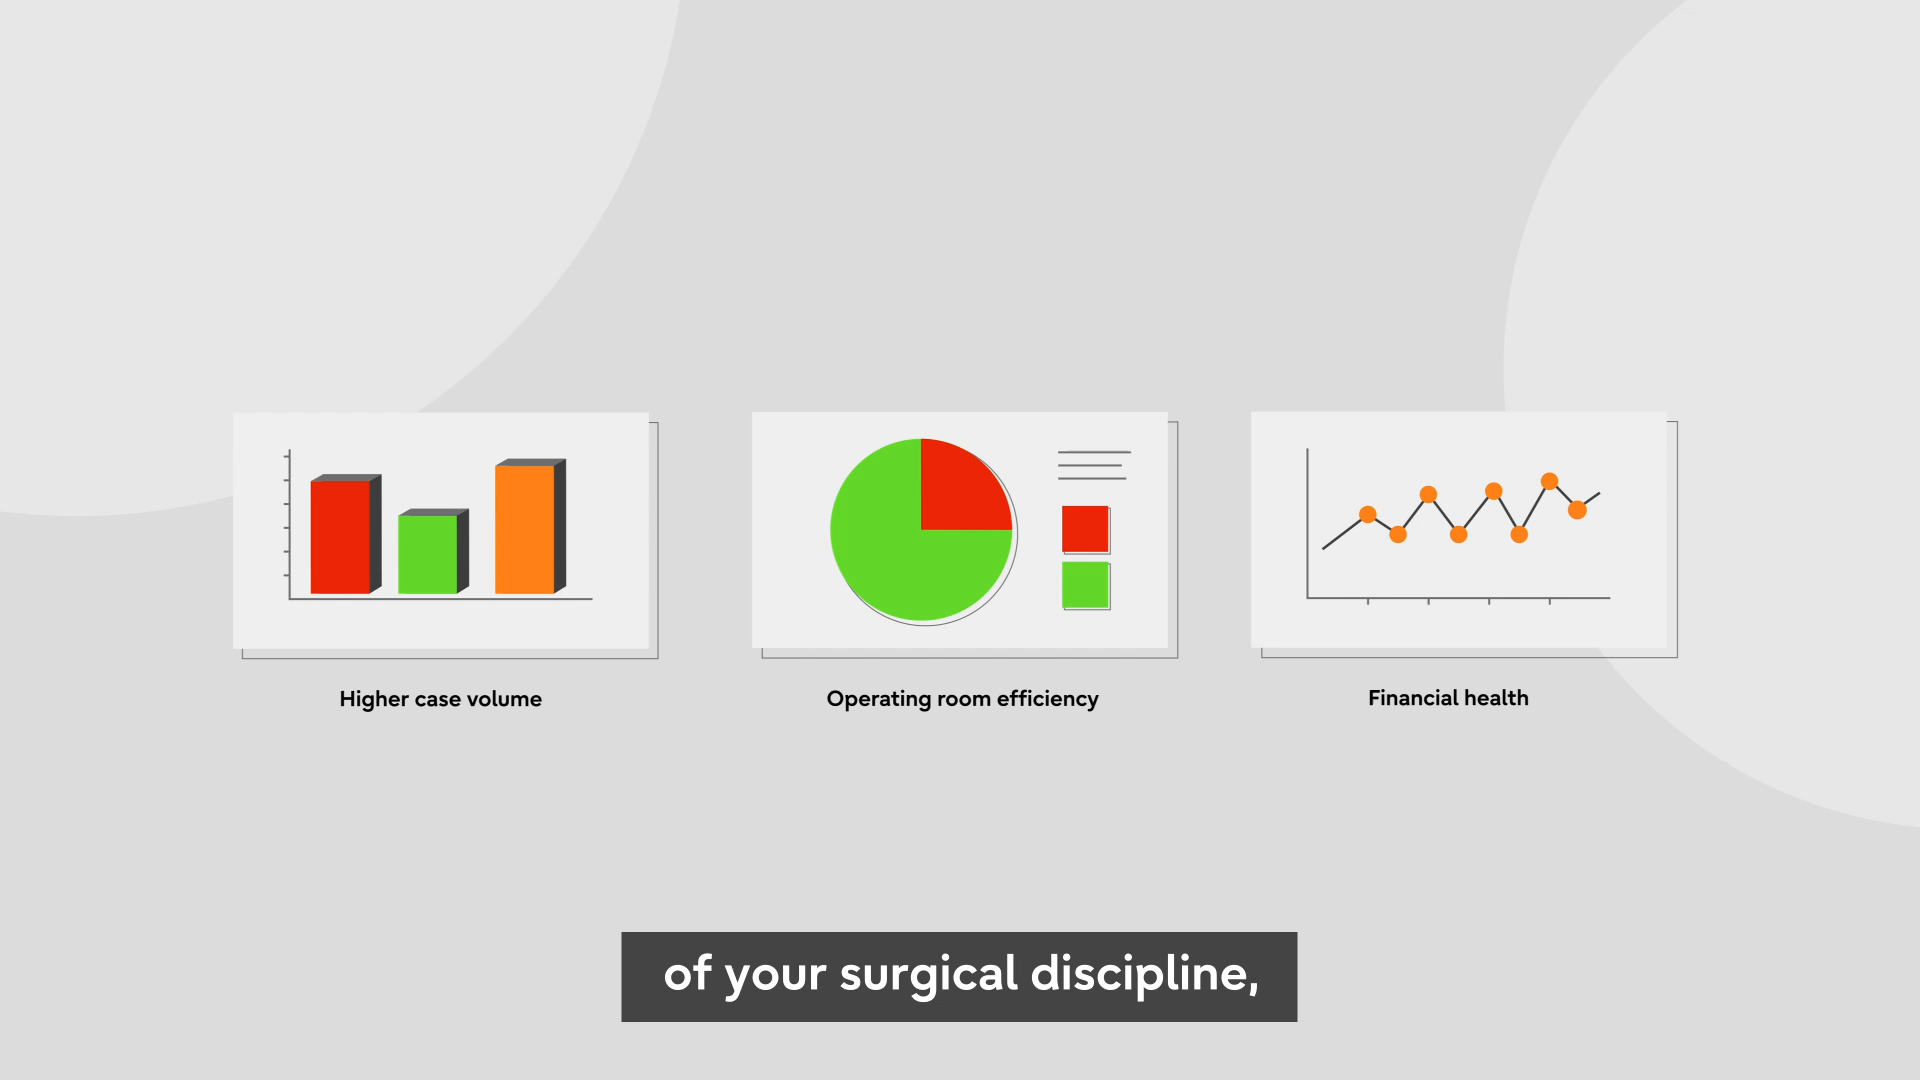 Higher case volume
Operating room efficiency
Financial health
of your surgical discipline,